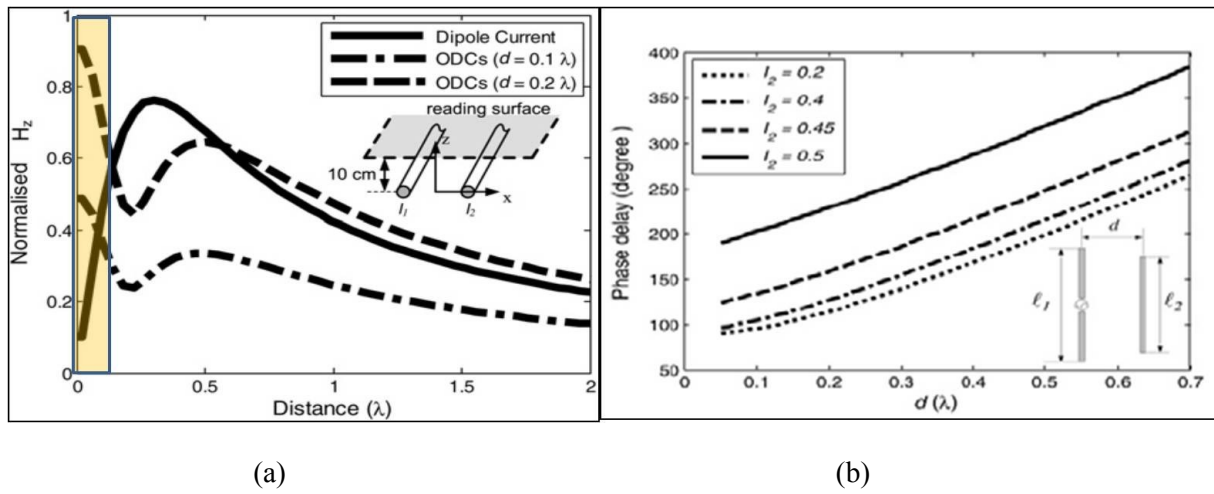 Normalised H_z
1
0.8
0.6
0.4
0.2
0
0
0.5
1
1.5
2
Distance (λ)
Dipole Current
ODCs (d = 0.1 λ)
ODCs (d = 0.2 λ)
reading surface
z
10 cm
x
I_1
I_2
(a)
Phase delay (degree )
400
350
300
250
200
150
100
50
0
0.1
0.2
0.3
0.4
0.5
0.6
0.7
d (λ)
l_2 = 0.2
l_2 = 0.4
l_2 = 0.45
l_2 = 0.5
d
ℓ_1
ℓ_2
(b)